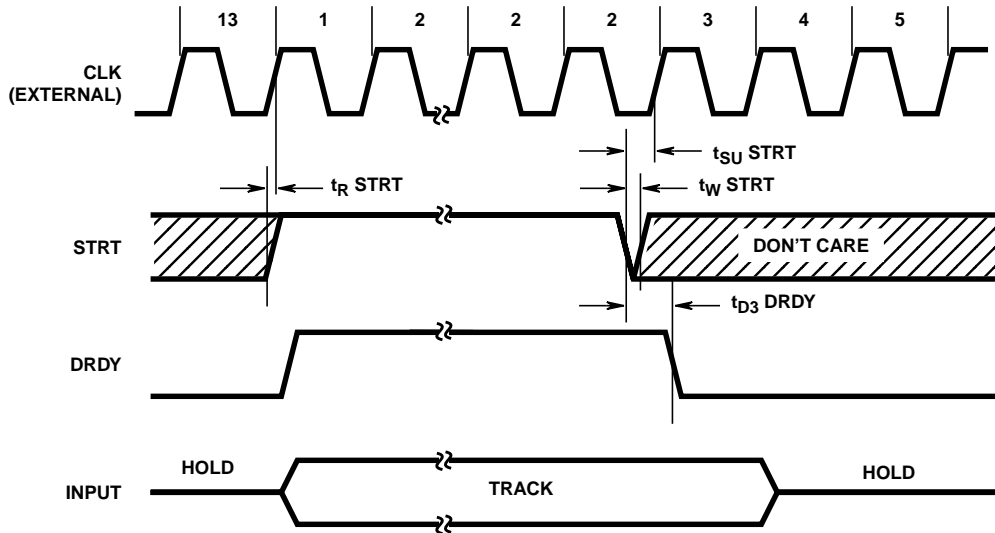 13 1 2 2 2 3 4 5
CLK
(EXTERNAL)
tSU STRT
tR STRT
tW STRT
STRT
DON'T CARE
tD3 DRDY
DRDY
HOLD
TRACK
HOLD
INPUT